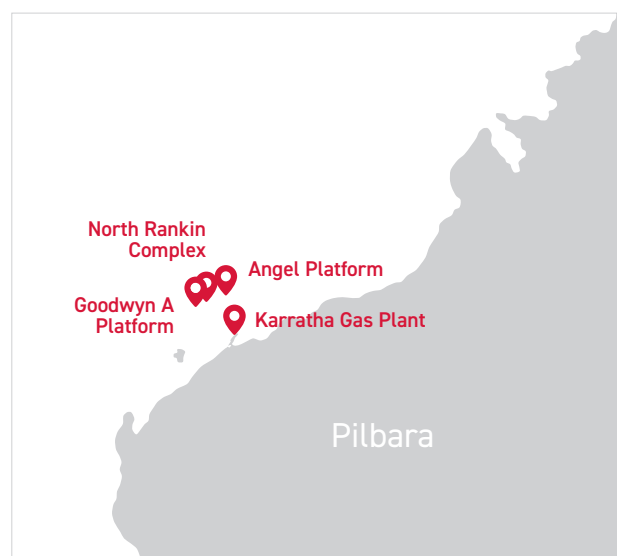 North Rankin
Complex
Angel Platform
Goodwyn A
Platform
Karratha Gas Plant
Pilbara